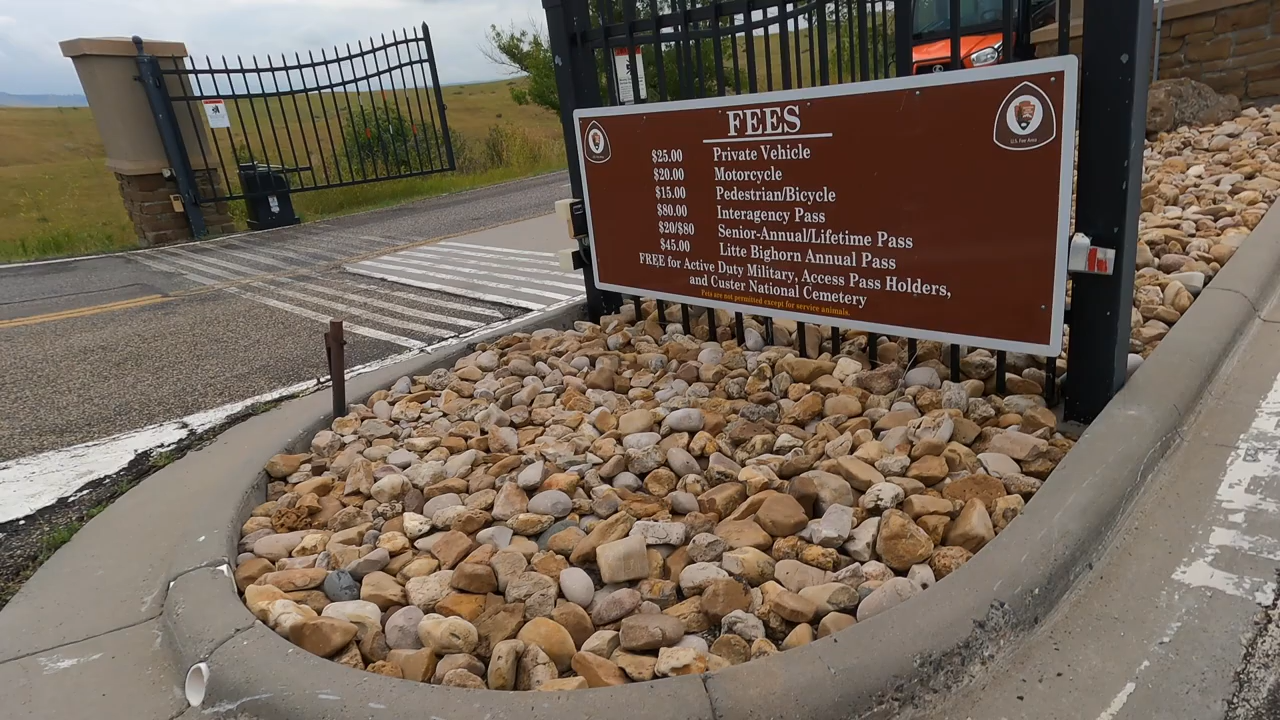 FEES
$25.00 Private Vehicle
$20.00 Motorcycle
$15.00 Pedestrian/Bicycle
$80.00 Interagency Pass
$20/$80 Senior-Annual/Lifetime Pass
$45.00 Litte Bighorn Annual Pass
FREE for Active Duty Military, Access Pass Holders,
and Custer National Cemetery
Pets are not permitted except for service animals.
U.S. Fee Area